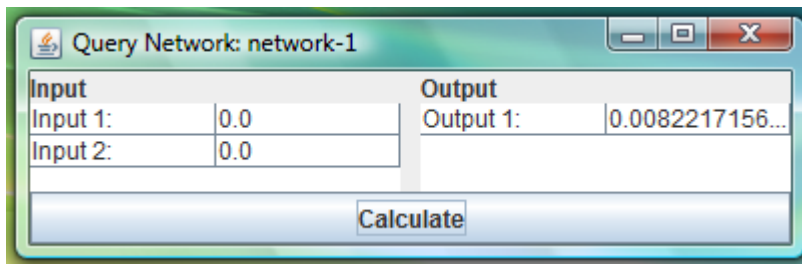 Query Network: network-1
Input Output
Input 1: 0.0 Output 1: 0.0082217156...
Input 2: 0.0
Calculate